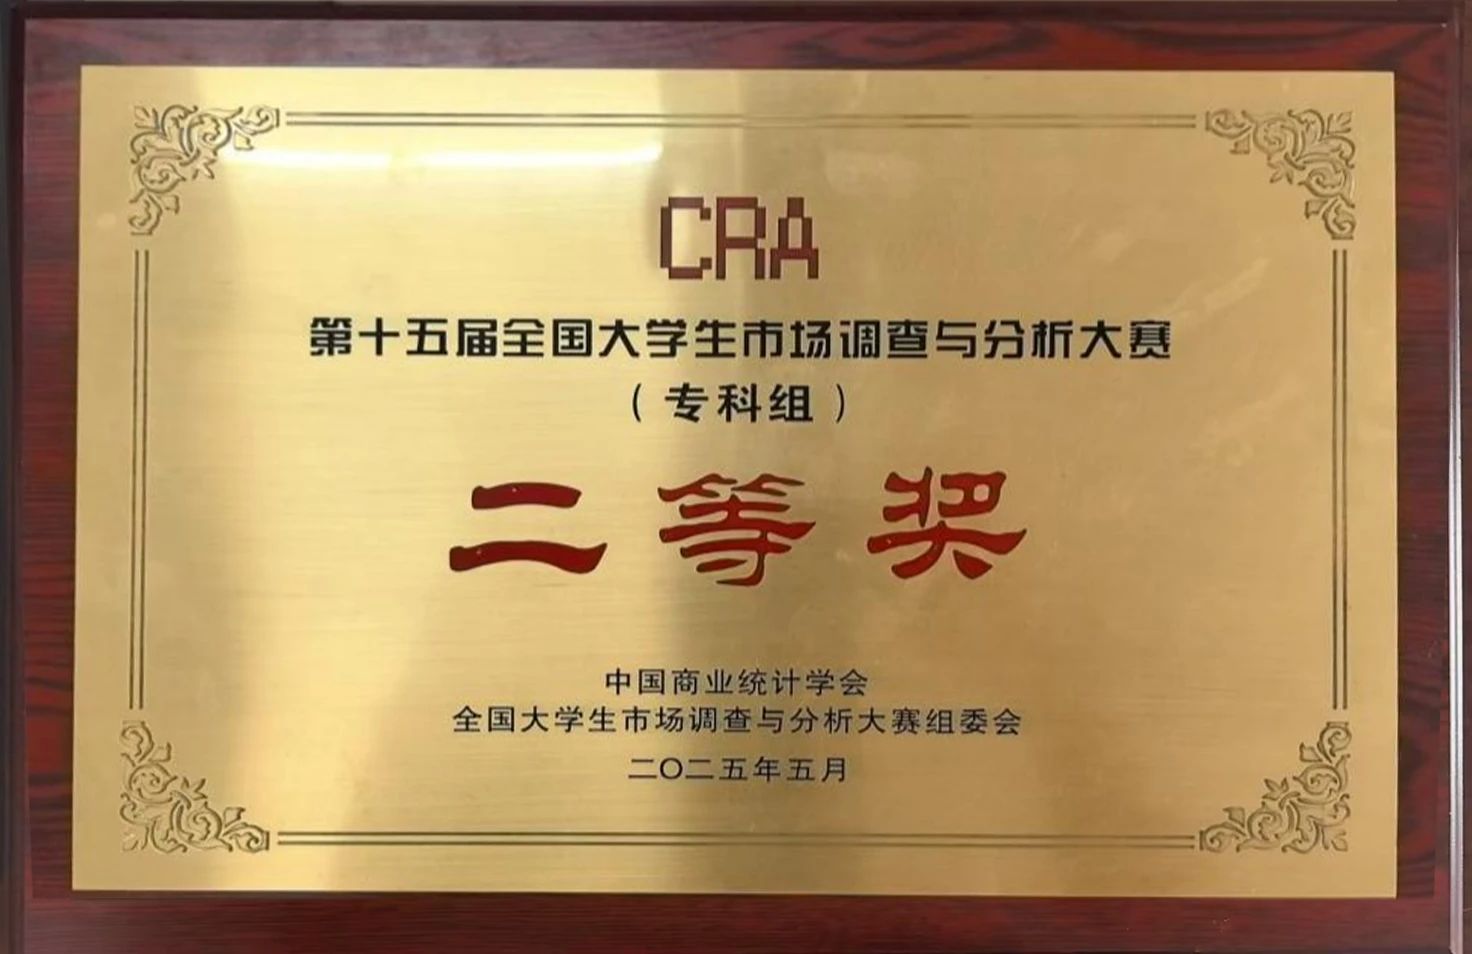 CRA
第十五届全国大学生市场调查与分析大赛
（专科组）
二等奖
中国商业统计学会
全国大学生市场调查与分析大赛组委会
二〇二五年五月